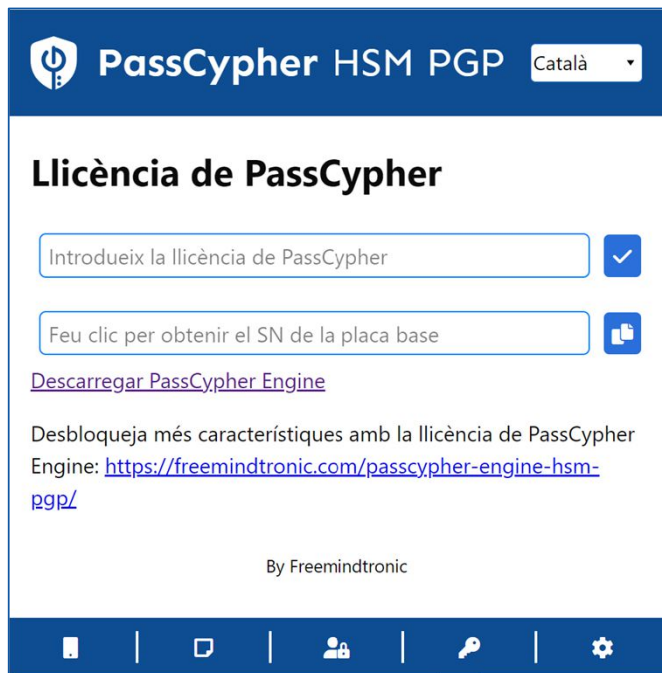 PassCypher HSM PGP
Català
Llicència de PassCypher
Introdueix la llicència de PassCypher
Feu clic per obtenir el SN de la placa base
Descarregar PassCypher Engine
Desbloqueja més característiques amb la llicència de PassCypher
Engine: https://freemindtronic.com/passcypher-engine-hsm-
pgp/
By Freemindtronic